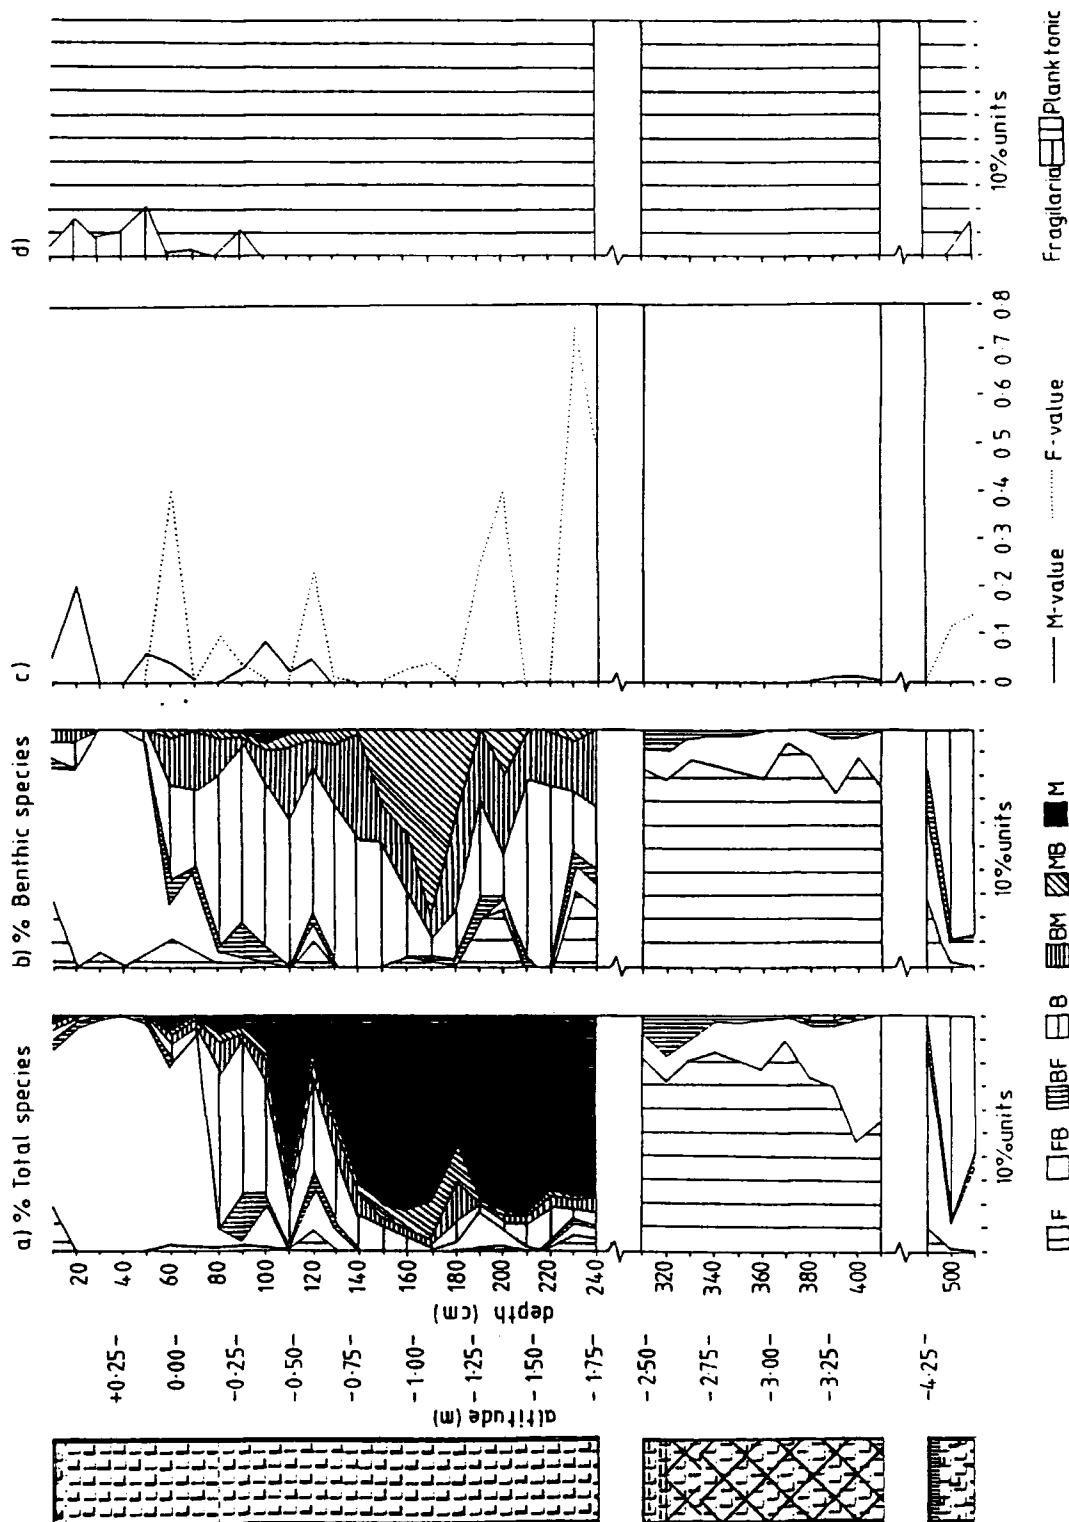 a) % Total species
b) % Benthic species
c)
d)
20
40
60
80
100
120
140
160
180
200
220
240
320
340
360
380
400
500
depth (cm)
+0·25-
0·00-
-0·25-
-0·50-
-0·75-
-1·00-
-1·25-
-1·50-
-1·75-
-2·50-
-2·75-
-3·00-
-3·25-
-4·25-
altitude (m)
10% units
10% units
0 0·1 0·2 0·3 0·4 0·5 0·6 0·7 0·8
10% units
F FB BF B BM MB M
M-value F-value
Fragilaria Planktonic